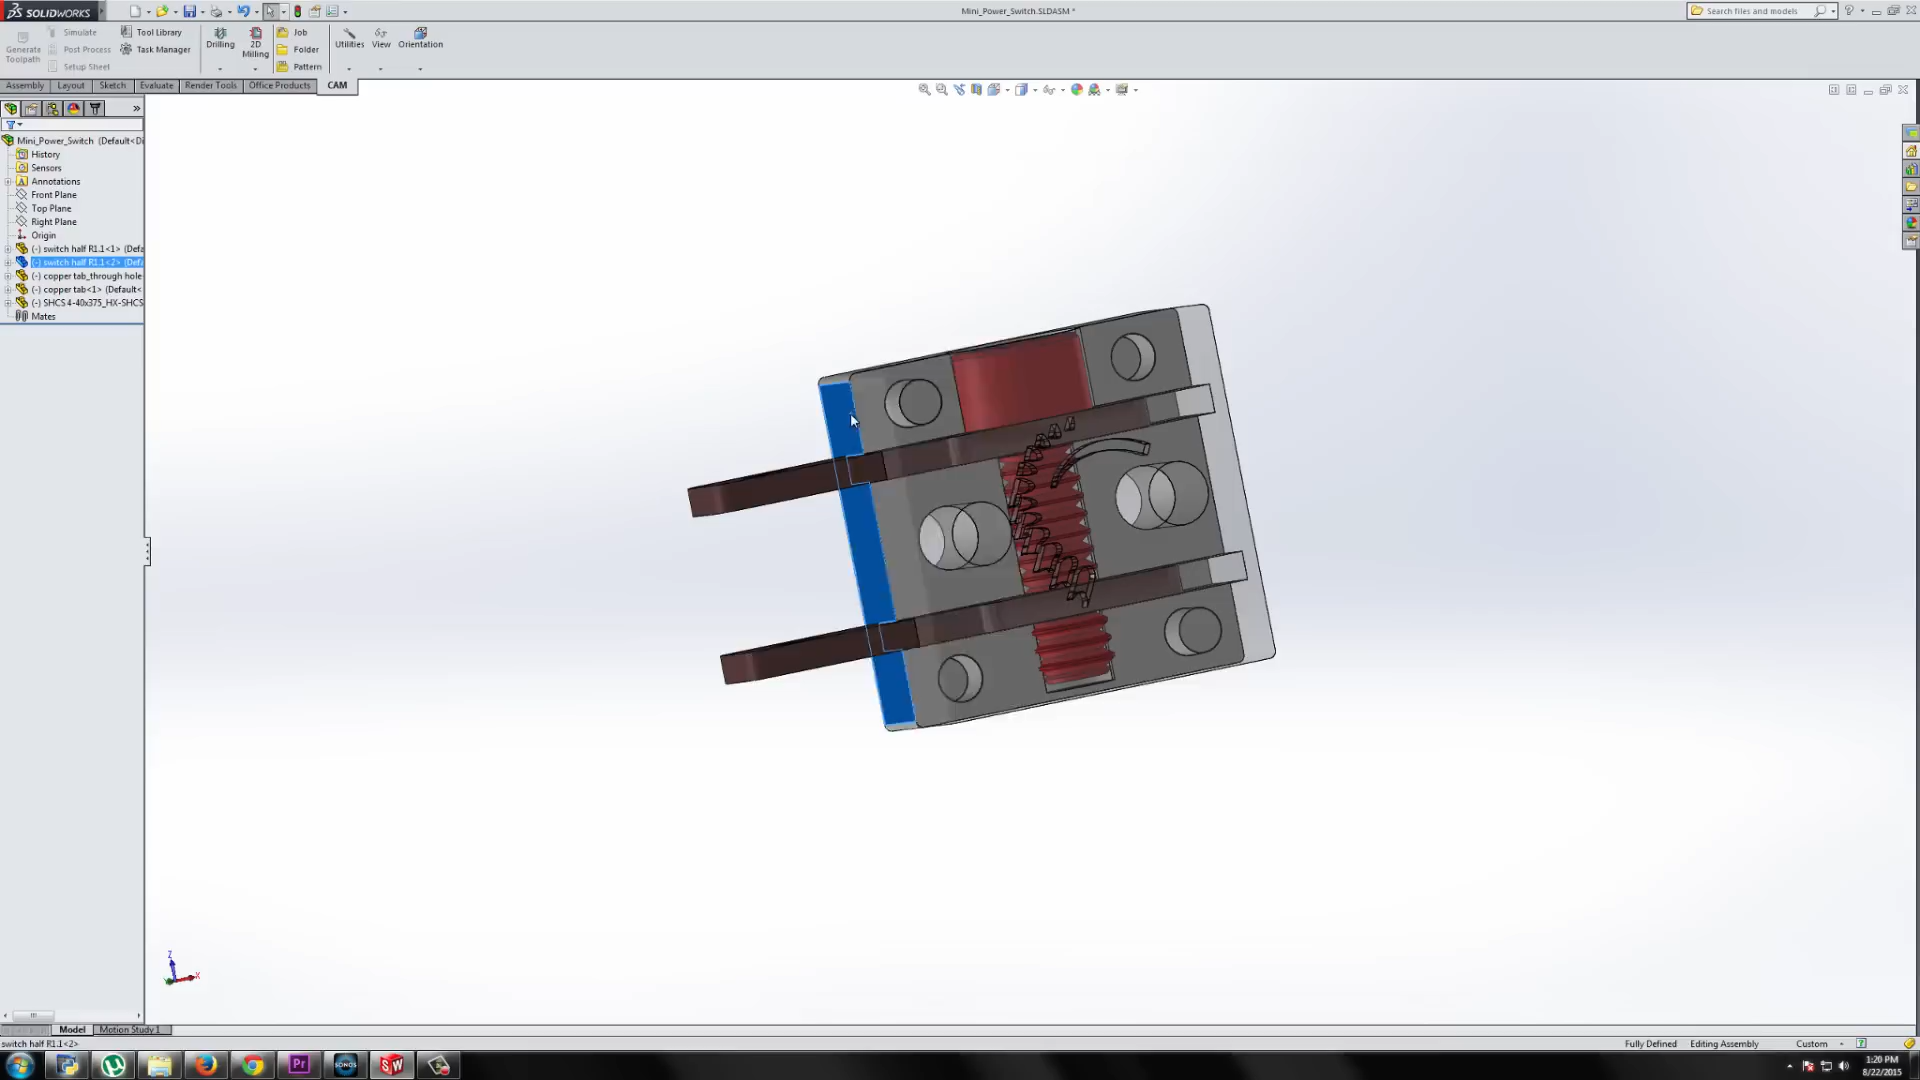 SOLIDWORKS
Mini_Power_Switch.SLDASM *
Search files and models
Generate Toolpath
Simulate
Post Process
Setup Sheet
Tool Library
Task Manager
Drilling
2D Milling
Job
Folder
Pattern
Utilities
View
Orientation
Assembly
Layout
Sketch
Evaluate
Render Tools
Office Products
CAM
Mini_Power_Switch (Default<Di
History
Sensors
Annotations
Front Plane
Top Plane
Right Plane
Origin
(-) switch half R1.1<1> (Defa
(-) switch half R1.1<2> (Defa
(-) copper tab_through hole
(-) copper tab<1> (Default<
(-) SHCS 4-40x375_HX-SHCS
Mates
Z
X
Model
Motion Study 1
switch half R1.1<2>
Fully Defined
Editing Assembly
Custom
Pr
SONOS
SW
1:20 PM
8/22/2015